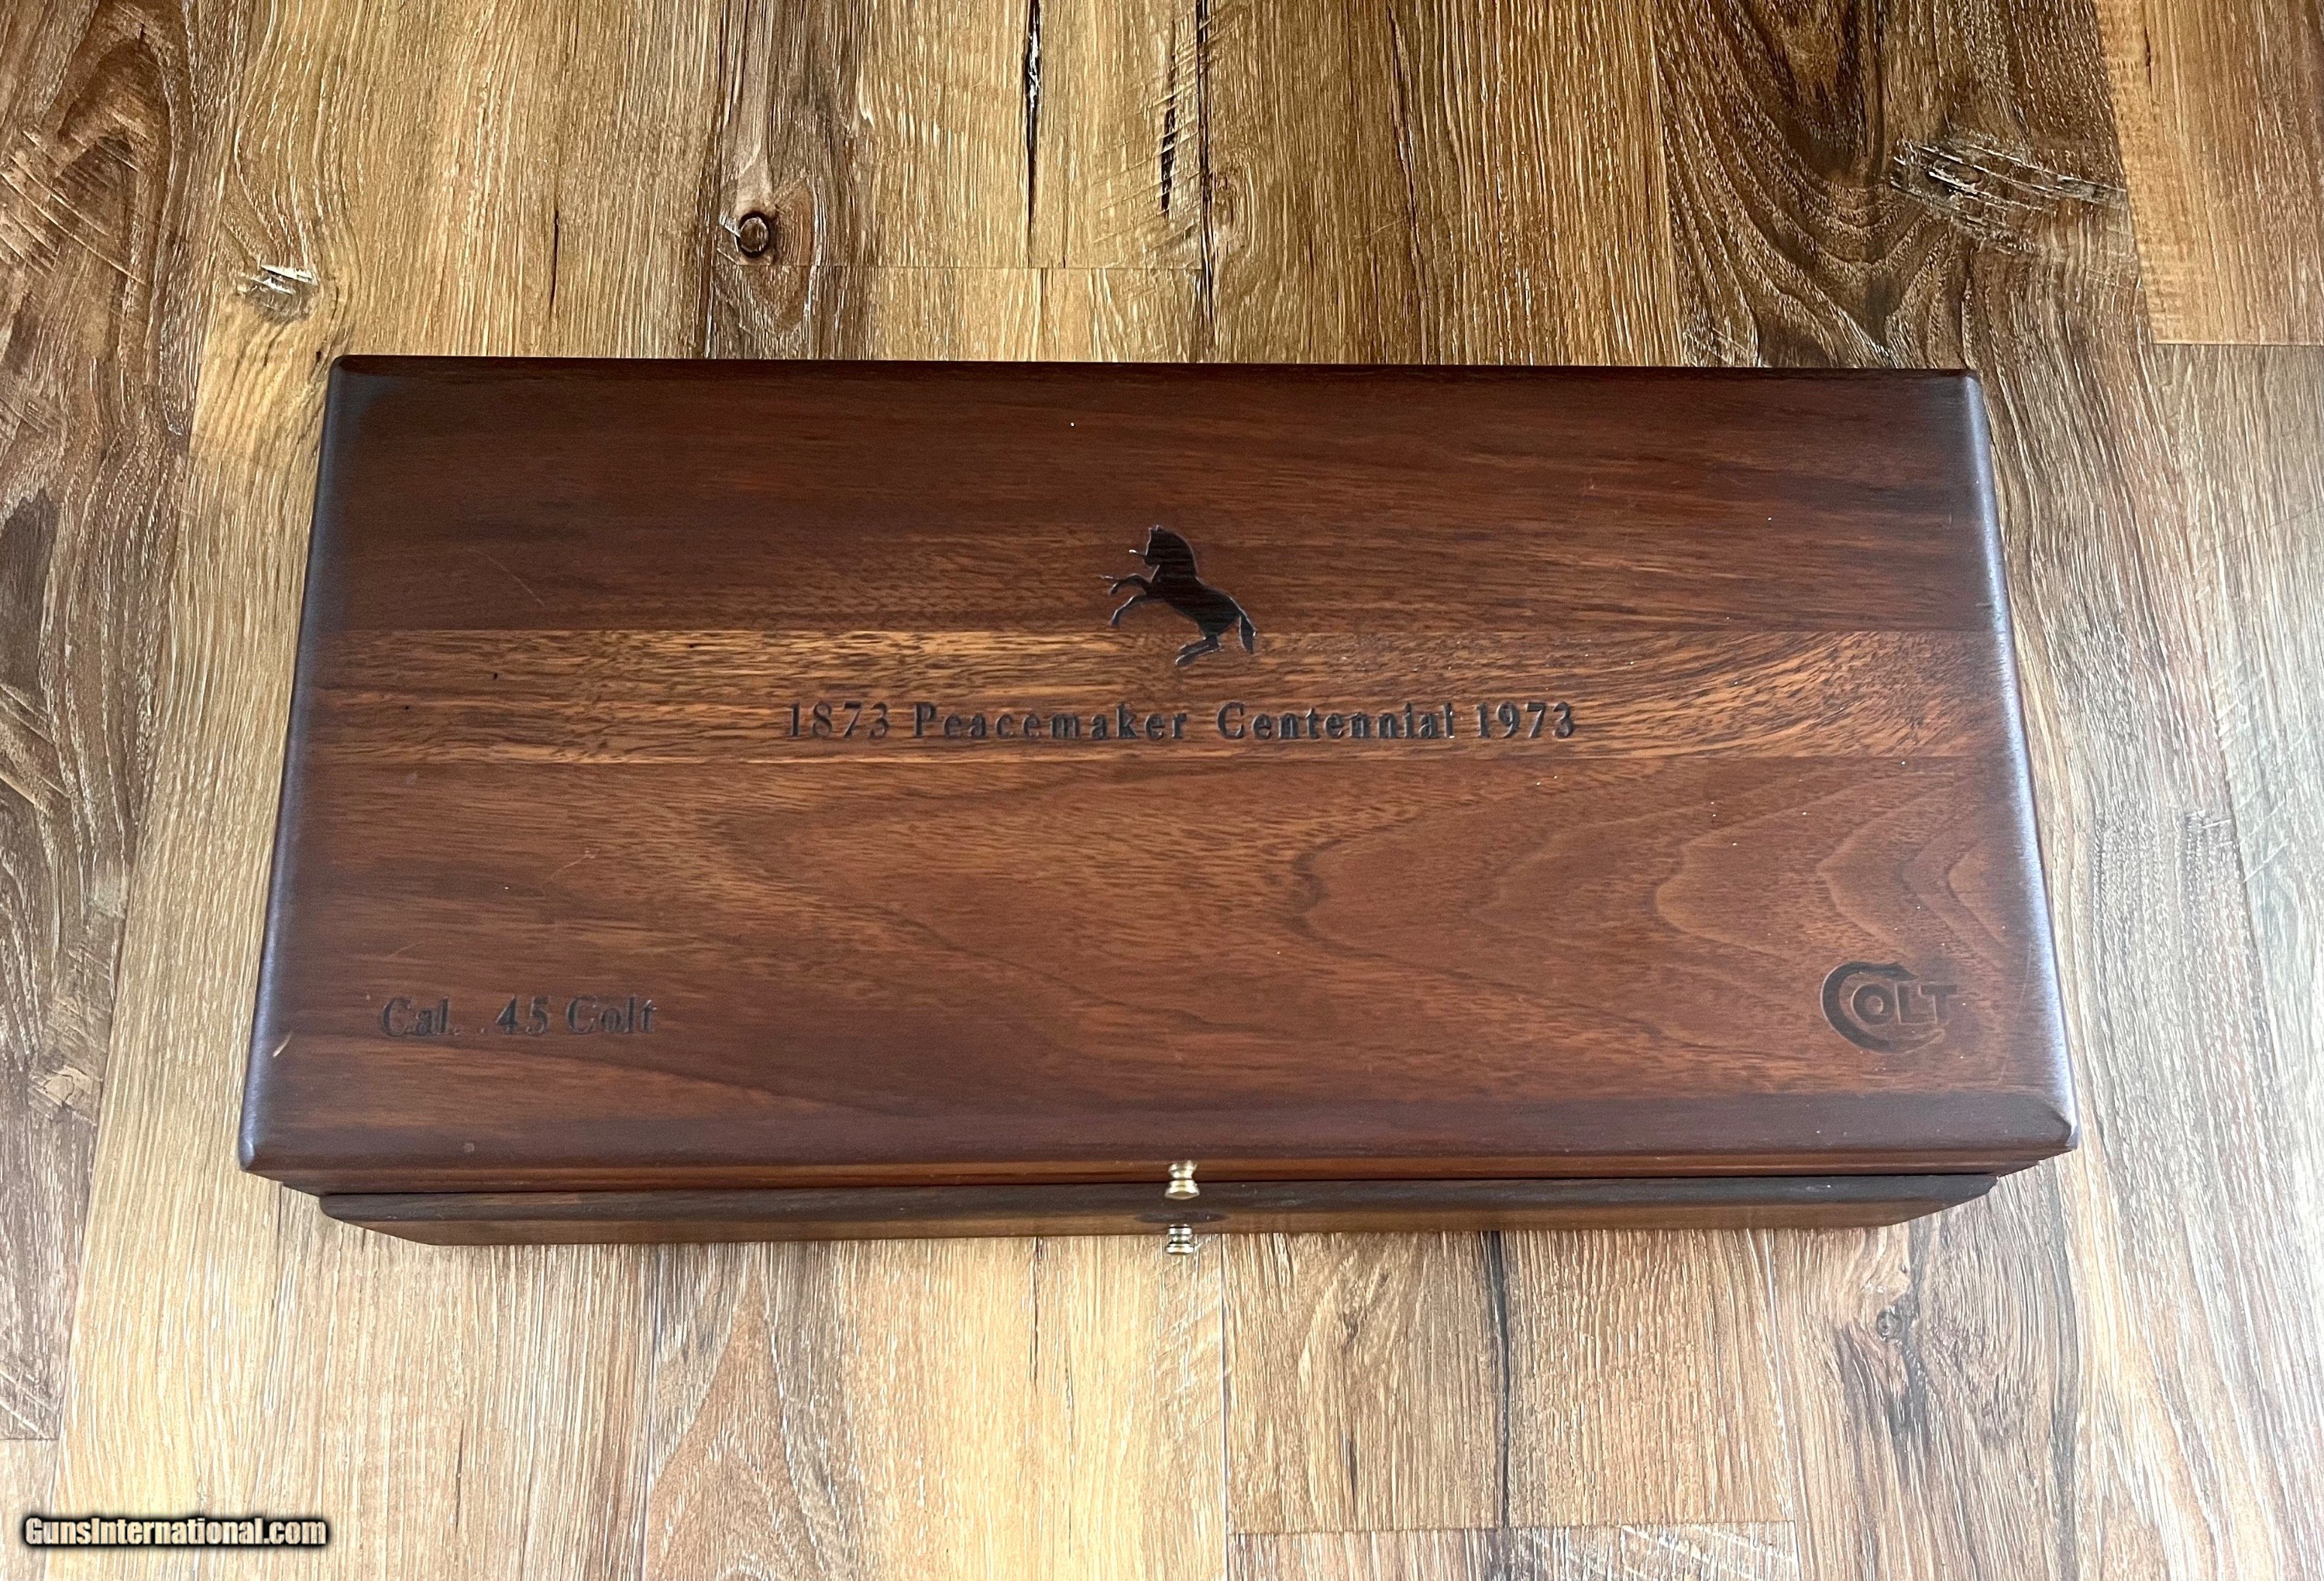 1873 Peacemaker Centennial 1973
Cal. .45 Colt
COLT
GunsInternational.com